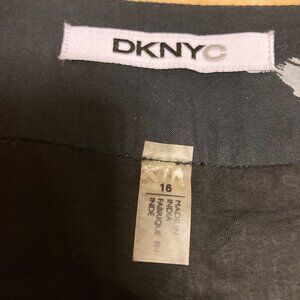 DKNYC
16
MADE IN
INDIA
FABRIQUE EN
INDE